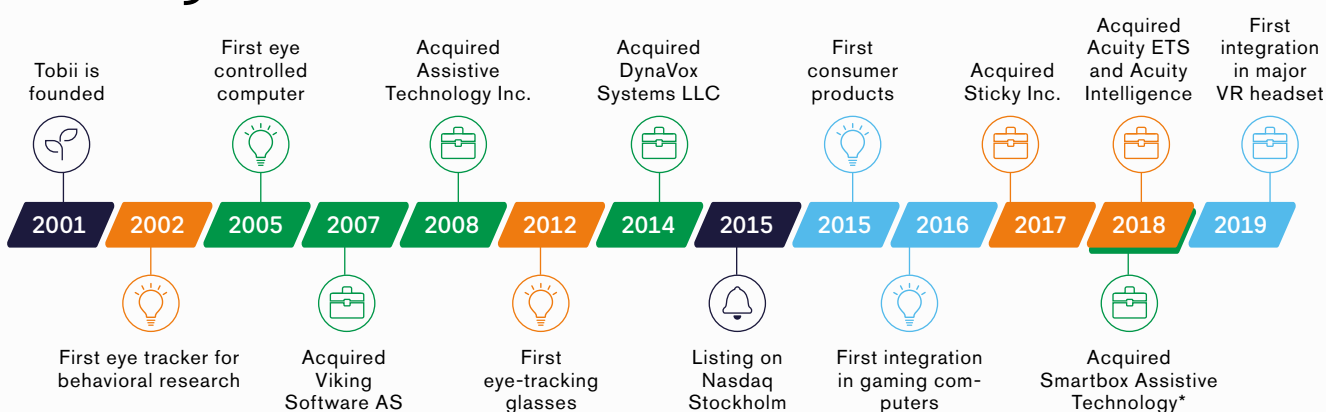 Tobii is
founded
First eye
controlled
computer
Acquired
Assistive
Technology Inc.
Acquired
DynaVox
Systems LLC
First
consumer
products
Acquired
Sticky Inc.
Acquired
Acuity ETS
and Acuity
Intelligence
First
integration
in major
VR headset
2001
2002
2005
2007
2008
2012
2014
2015
2015
2016
2017
2018
2019
First eye tracker for
behavioral research
Acquired
Viking
Software AS
First
eye-tracking
glasses
Listing on
Nasdaq
Stockholm
First integration
in gaming com-
puters
Acquired
Smartbox Assistive
Technology*